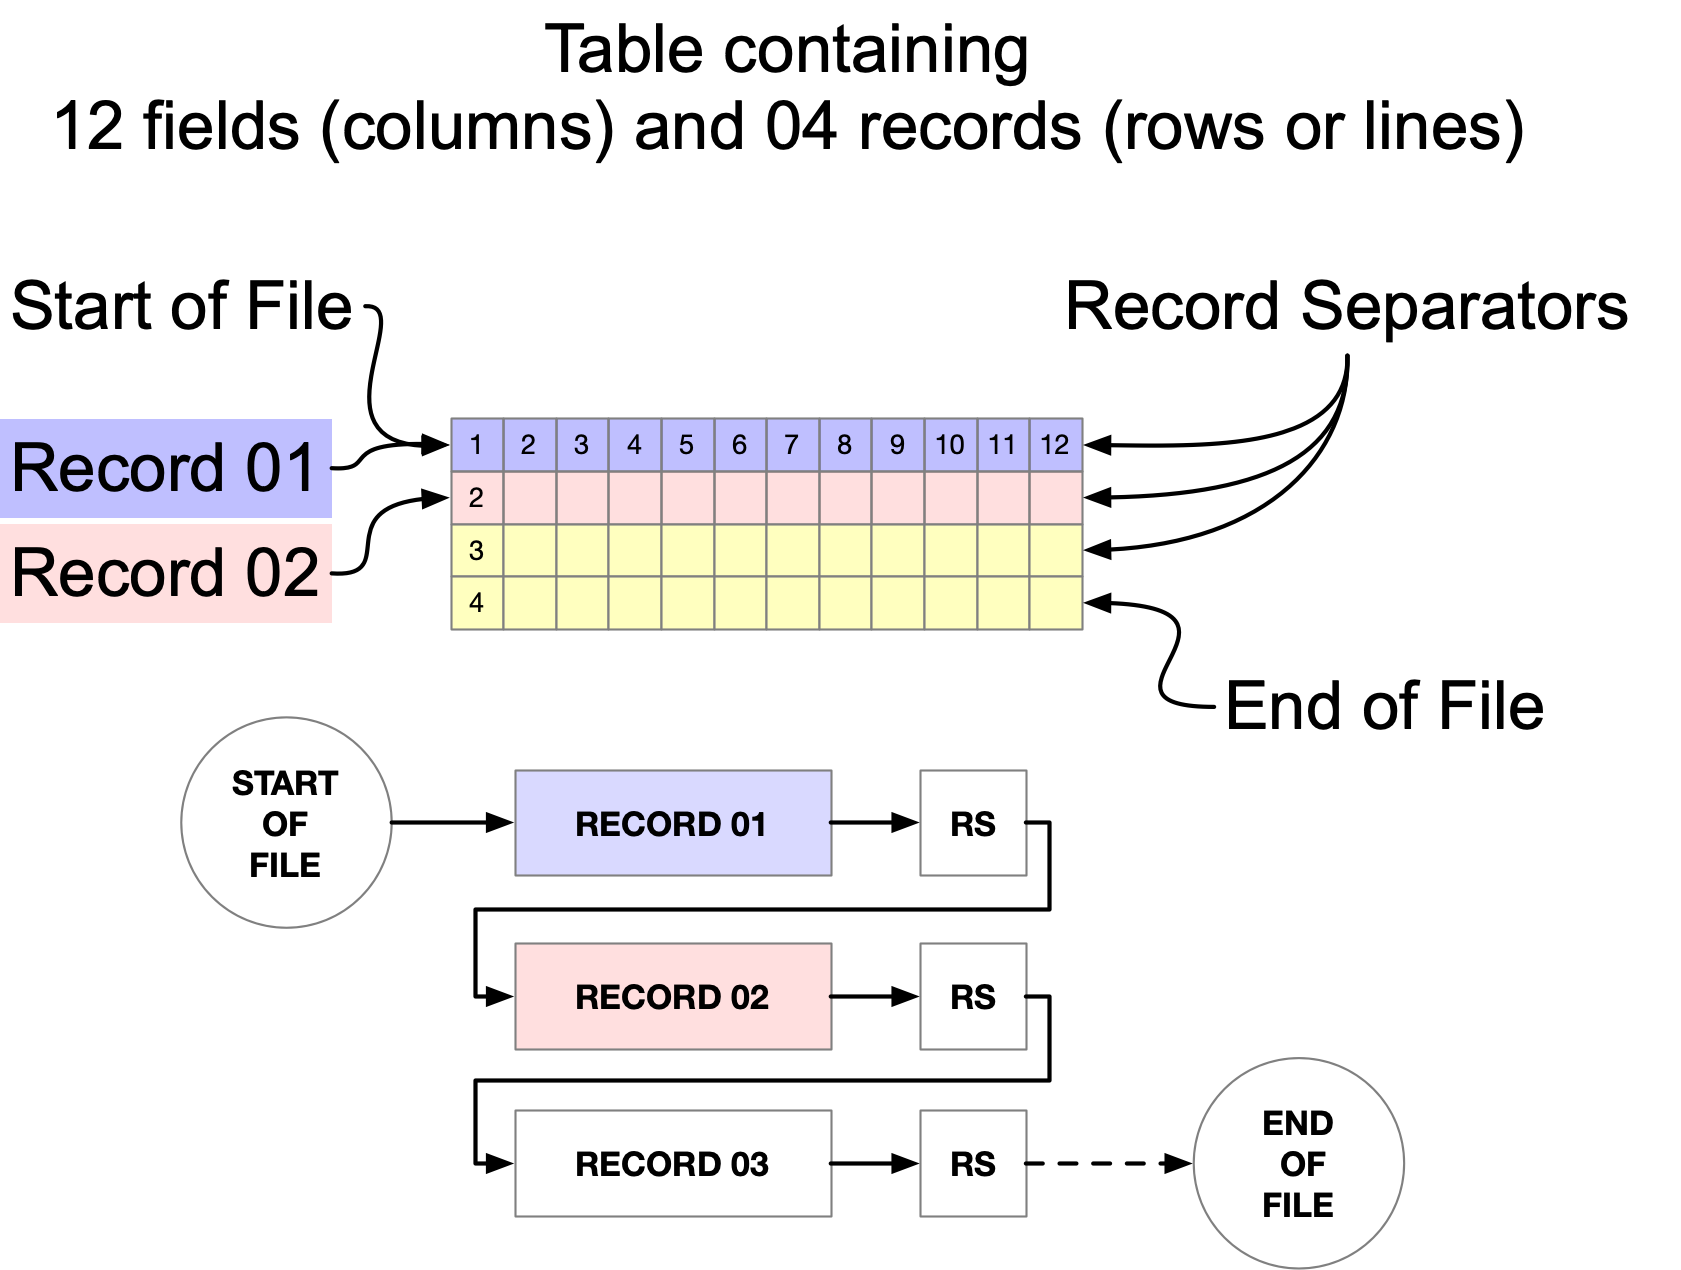 Table containing
12 fields (columns) and 04 records (rows or lines)
Start of File
Record Separators
Record 01
1 2 3 4 5 6 7 8 9 10 11 12
Record 02
2
3
4
End of File
START
OF
FILE
RECORD 01
RS
RECORD 02
RS
RECORD 03
RS
END
OF
FILE